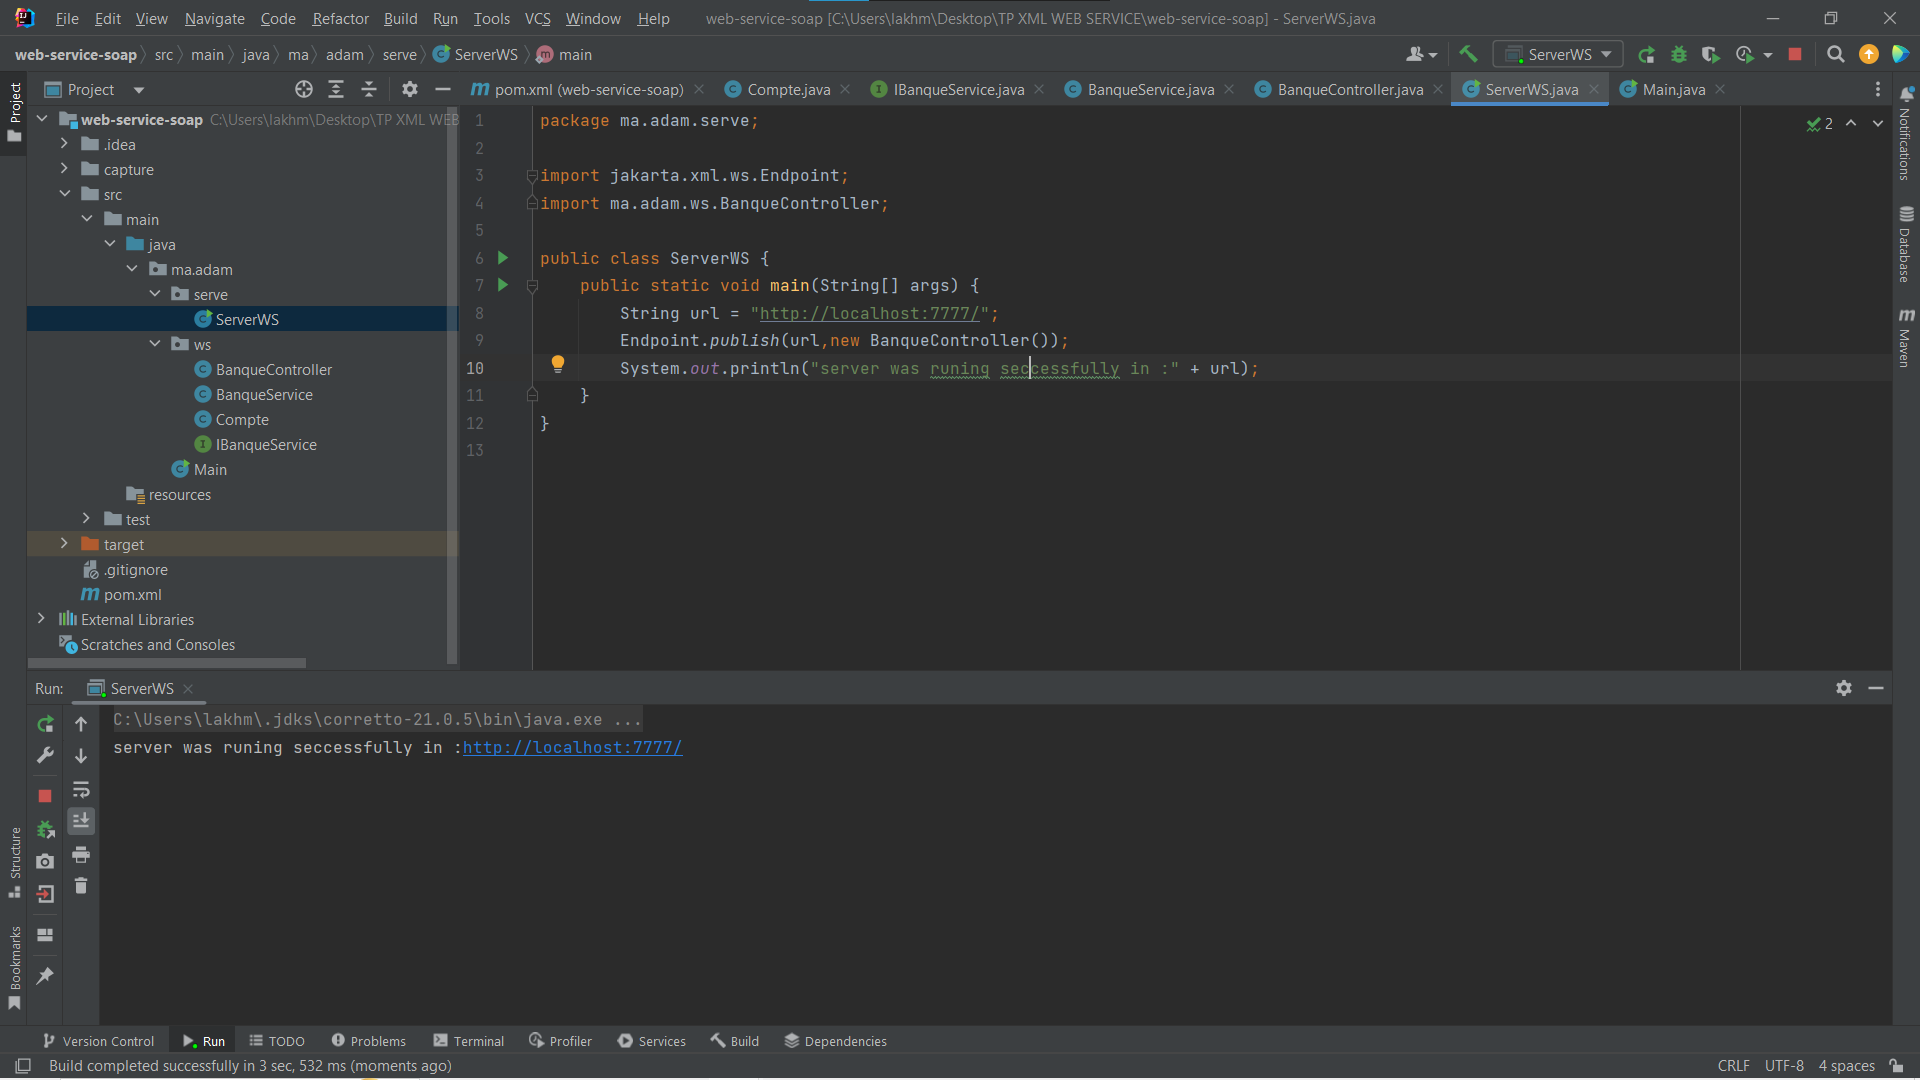 File Edit View Navigate Code Refactor Build Run Tools VCS Window Help web-service-soap [C:\Users\lakhm\Desktop\TP XML WEB SERVICE\web-service-soap] - ServerWS.java
web-service-soap src main java ma adam serve ServerWS main
ServerWS
Project
pom.xml (web-service-soap) Compte.java IBanqueService.java BanqueService.java BanqueController.java ServerWS.java Main.java
Project
web-service-soap C:\Users\lakhm\Desktop\TP XML WEB
.idea
capture
src
main
java
ma.adam
serve
ServerWS
ws
BanqueController
BanqueService
Compte
IBanqueService
Main
resources
test
target
.gitignore
pom.xml
External Libraries
Scratches and Consoles
1 package ma.adam.serve;
2
3 import jakarta.xml.ws.Endpoint;
4 import ma.adam.ws.BanqueController;
5
6 public class ServerWS {
7 public static void main(String[] args) {
8 String url = "http://localhost:7777/";
9 Endpoint.publish(url,new BanqueController());
10 System.out.println("server was runing seccessfully in :" + url);
11 }
12 }
13
2
Notifications
Database
Maven
Run: ServerWS
C:\Users\lakhm\.jdks\corretto-21.0.5\bin\java.exe ...
server was runing seccessfully in :http://localhost:7777/
Structure
Bookmarks
Version Control Run TODO Problems Terminal Profiler Services Build Dependencies
Build completed successfully in 3 sec, 532 ms (moments ago) CRLF UTF-8 4 spaces